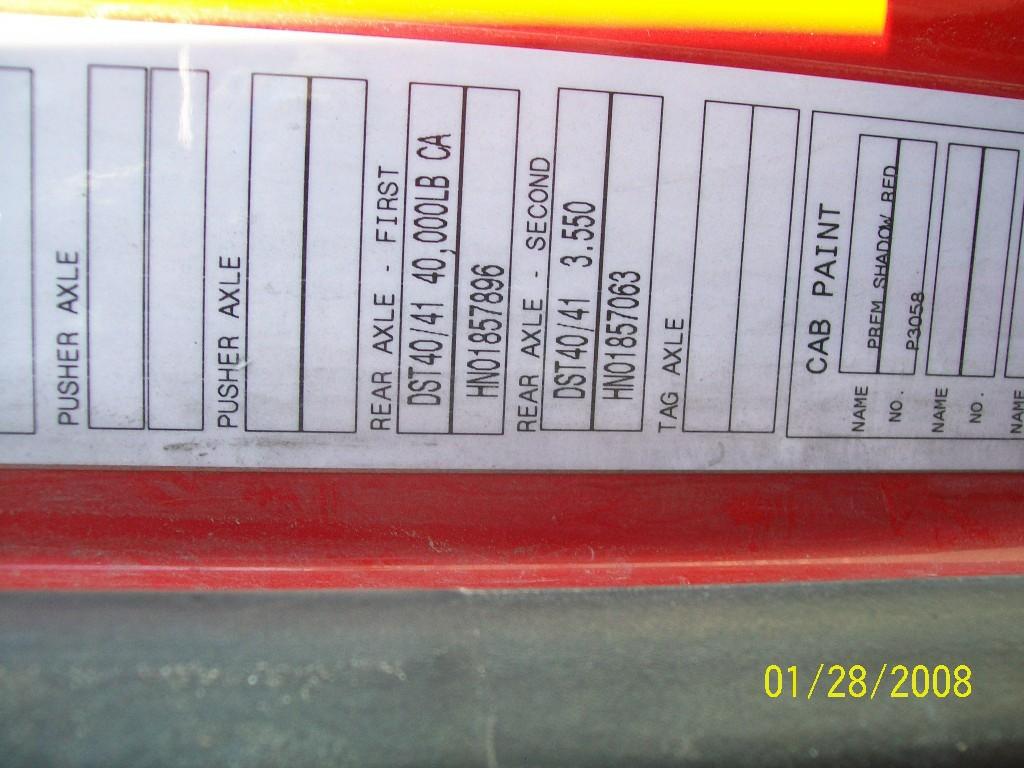 PUSHER AXLE
PUSHER AXLE
REAR AXLE - FIRST
DST40/41 40,000LB CA
HN01857896
REAR AXLE - SECOND
DST40/41 3.550
HN01857063
TAG AXLE
CAB PAINT
NAME PREM SHADOW RED
NO. P3058
NAME
NO.
NAME
01/28/2008